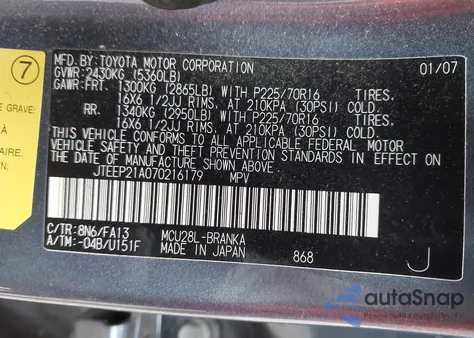 7
E GRAVE:
À
AIRE.
MFD. BY: TOYOTA MOTOR CORPORATION 01/07
GVWR: 2430KG (5360LB)
GAWR: FRT. 1300KG (2865LB) WITH P225/70R16 TIRES.
16X6 1/2JJ RIMS, AT 210KPA (30PSI) COLD.
RR. 1340KG (2950LB) WITH P225/70R16 TIRES.
16X6 1/2JJ RIMS, AT 210KPA (30PSI) COLD.
THIS VEHICLE CONFORMS TO ALL APPLICABLE FEDERAL MOTOR
VEHICLE SAFETY AND THEFT PREVENTION STANDARDS IN EFFECT ON
THE DATE OF MANUFACTURE SHOWN ABOVE.
JTEEP21A070216179 MPV
C/TR: 8N6/FA13 MCU28L-BRANKA
A/TM: -04B/U151F MADE IN JAPAN 868 J
autoSnap